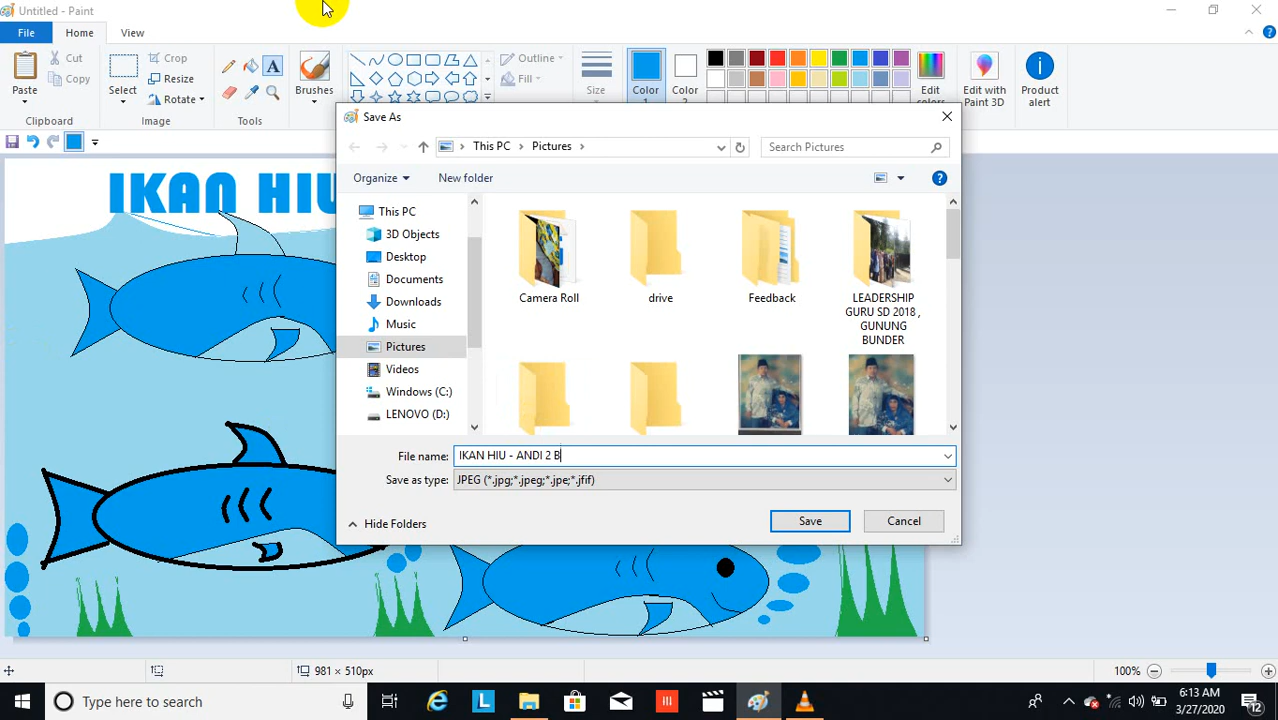 Untitled - Paint
File
Home
View
Paste
Cut
Copy
Clipboard
Select
Crop
Resize
Rotate
Image
A
Tools
Brushes
Outline
Fill
Size
Color
1
Color
2
Edit
colors
Edit with
Paint 3D
Product
alert
IKAN HIU
Save As
This PC
Pictures
Search Pictures
Organize
New folder
This PC
3D Objects
Desktop
Documents
Downloads
Music
Pictures
Videos
Windows (C:)
LENOVO (D:)
Camera Roll
drive
Feedback
LEADERSHIP
GURU SD 2018 ,
GUNUNG
BUNDER
File name:
IKAN HIU - ANDI 2 B
Save as type:
JPEG (*.jpg;*.jpeg;*.jpe;*.jfif)
Hide Folders
Save
Cancel
981 × 510px
100%
Type here to search
6:13 AM
3/27/2020
12